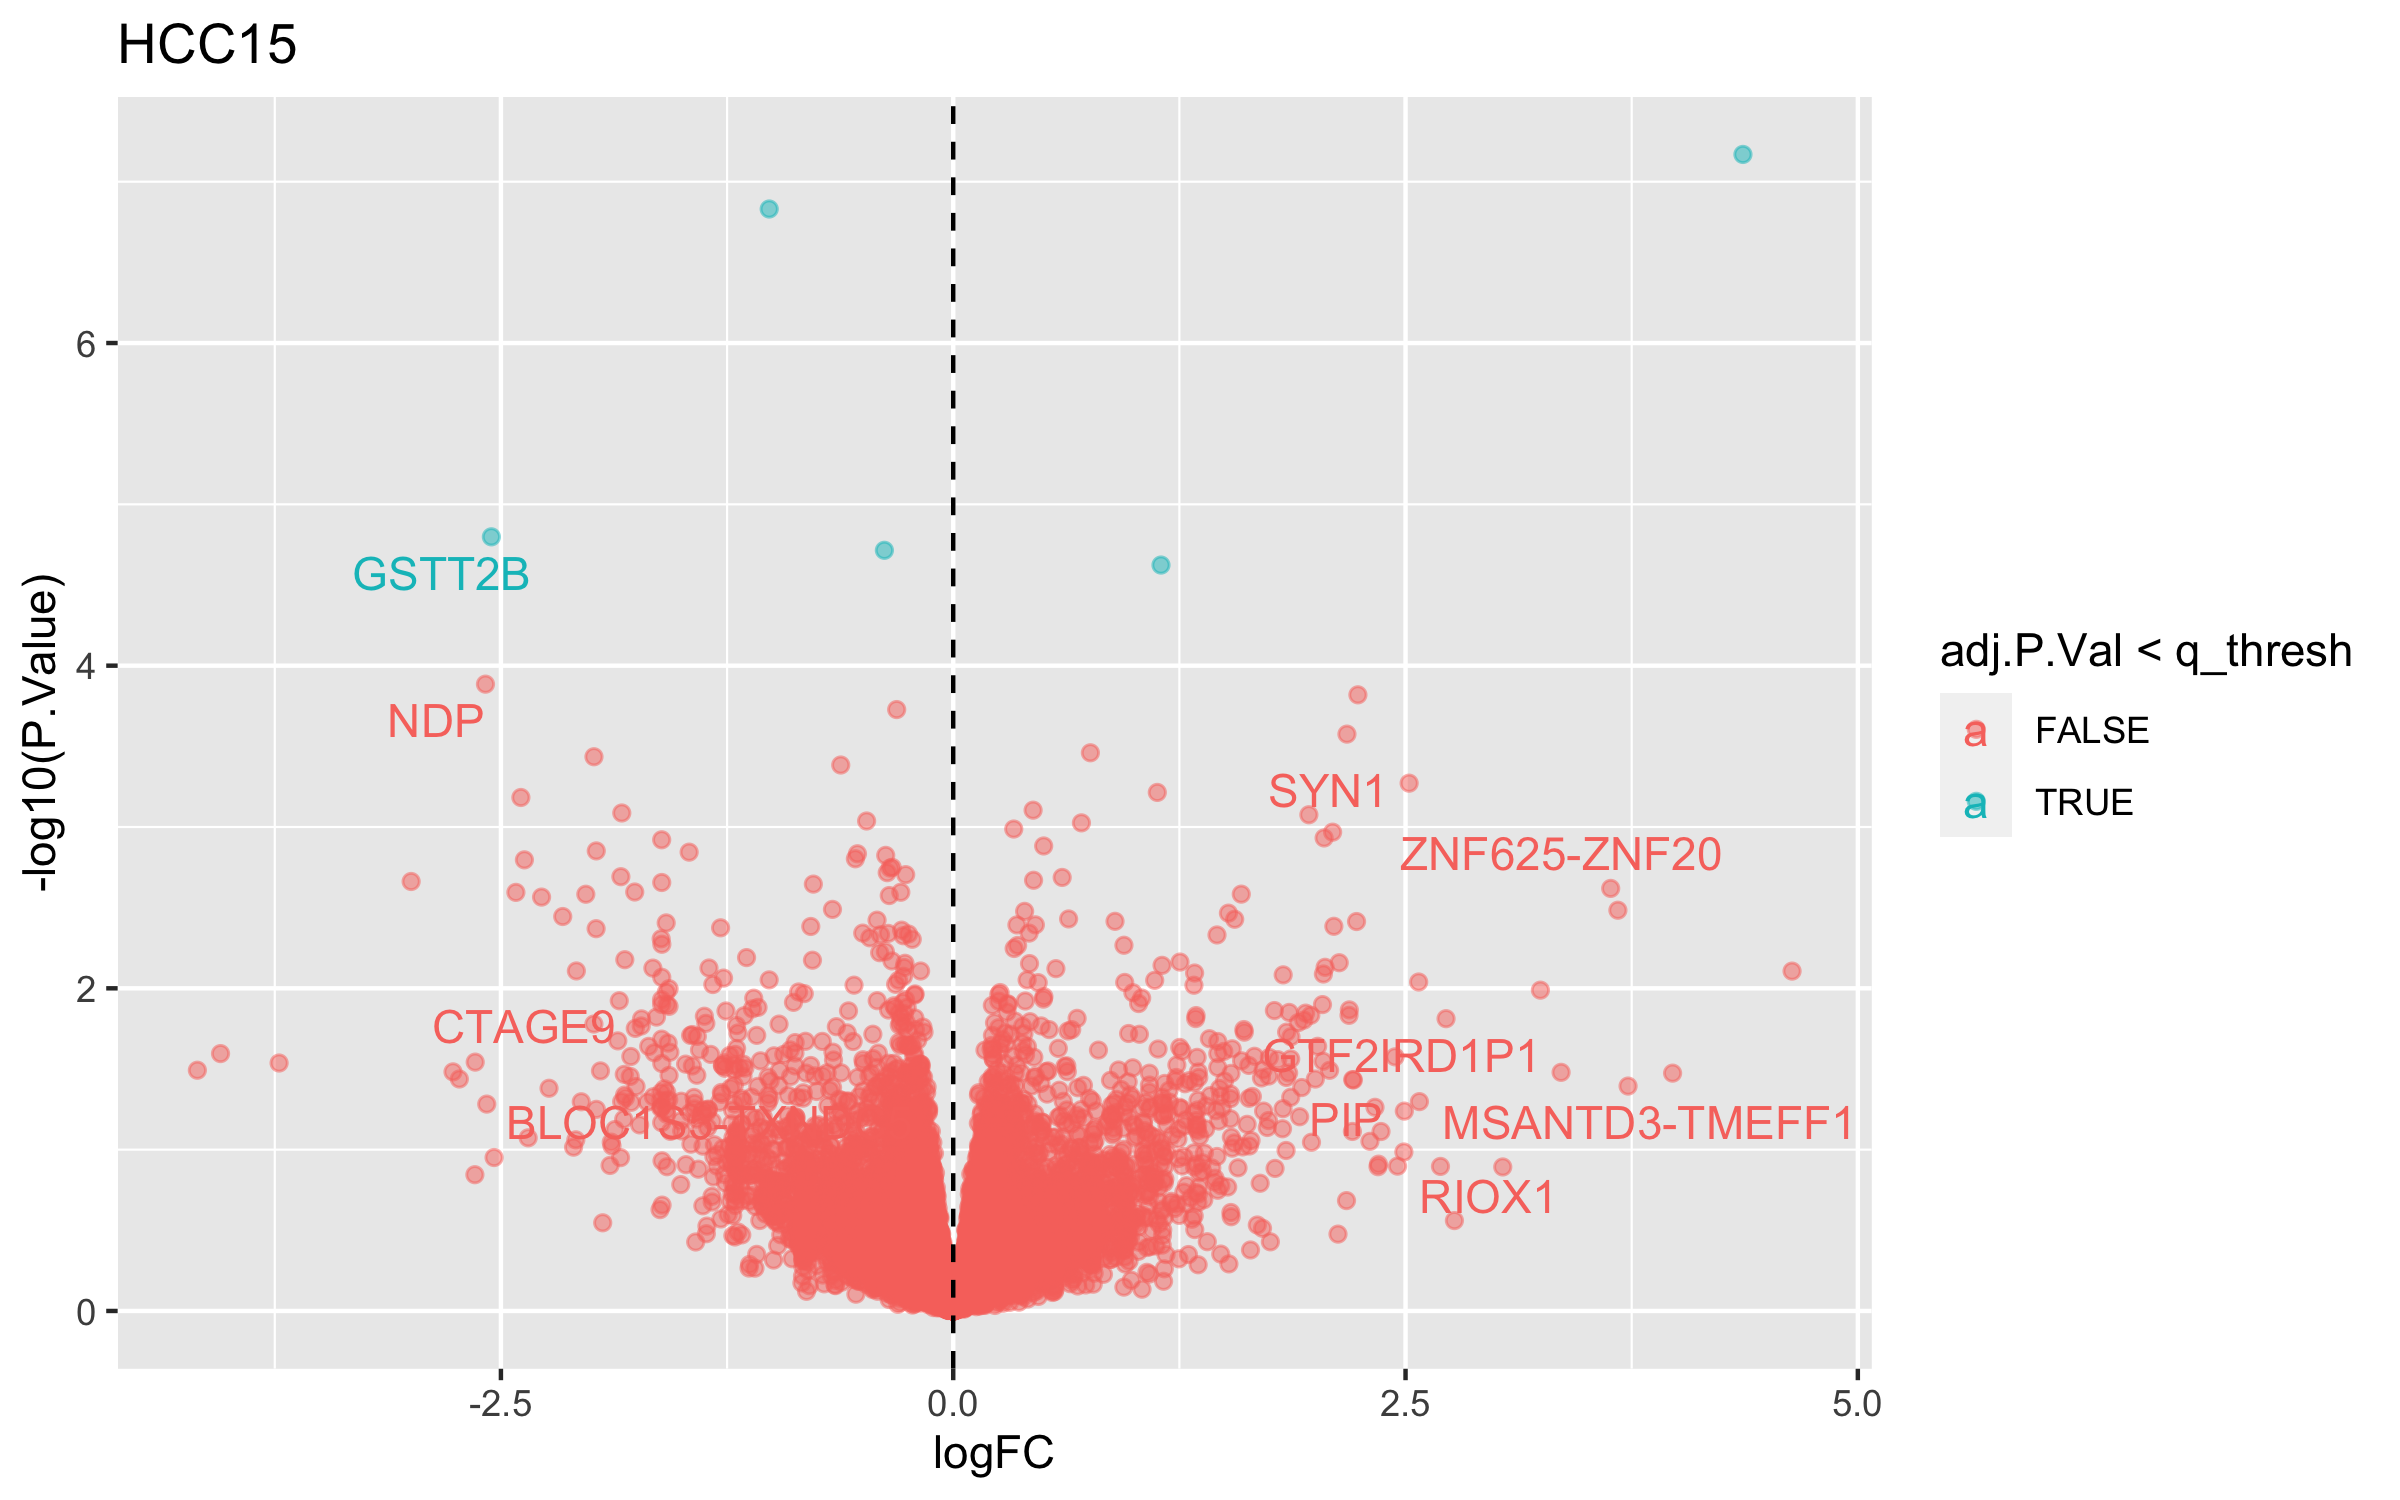 HCC15
-log10(P.Value)
6
4
2
0
GSTT2B
NDP
SYN1
ZNF625-ZNF20
CTAGE9
GTF2IRD1P1
PIP
MSANTD3-TMEFF1
RIOX1
-2.5
0.0
2.5
5.0
logFC
adj.P.Val < q_thresh
a FALSE
a TRUE